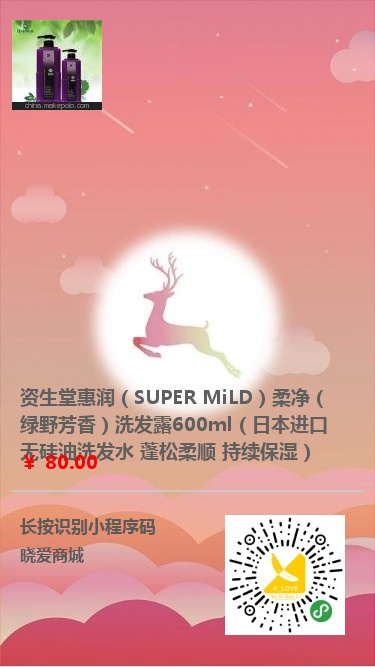 china.makepolo.com
资生堂惠润（SUPER MiLD）柔净（
绿野芳香）洗发露600ml（日本进口
无硅油洗发水 蓬松柔顺 持续保湿）
¥ 80.00
长按识别小程序码
晓爱商城
K_LOVE